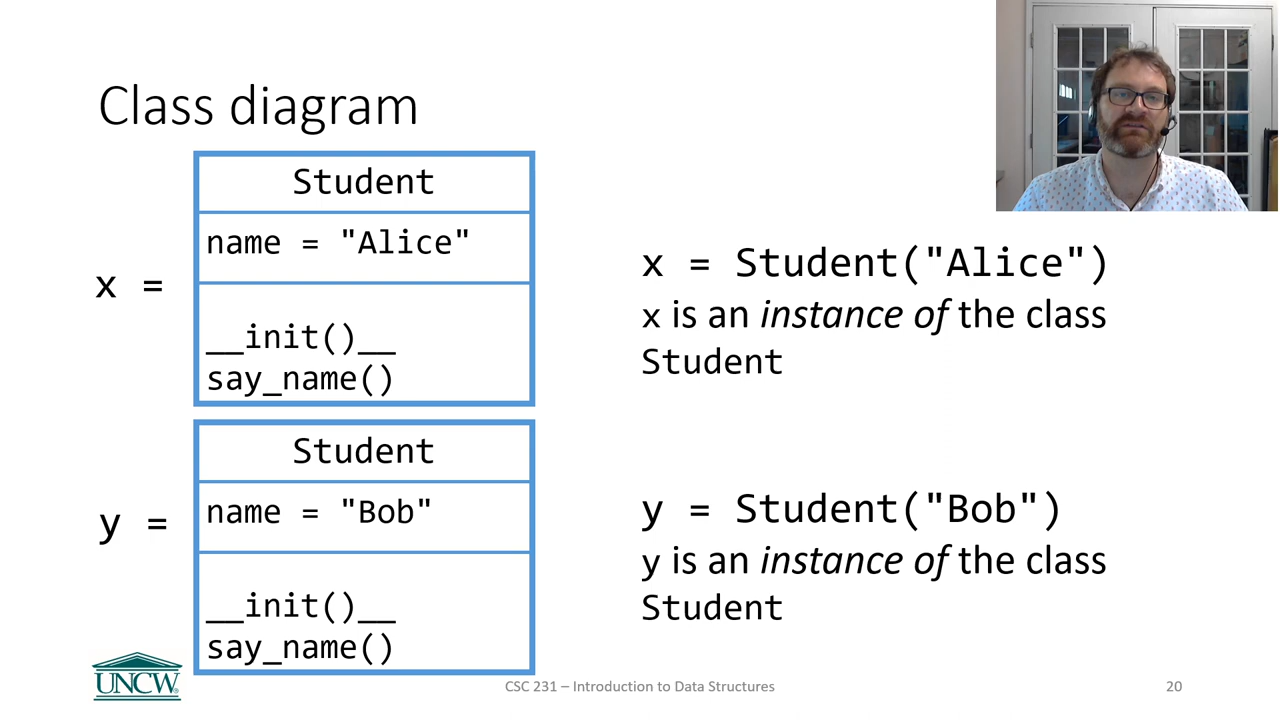 Class diagram
Student
name = "Alice"
x =
__init()__
say_name()
x = Student("Alice")
x is an instance of the class
Student
Student
name = "Bob"
y =
__init()__
say_name()
y = Student("Bob")
y is an instance of the class
Student
UNCW
CSC 231 – Introduction to Data Structures
20